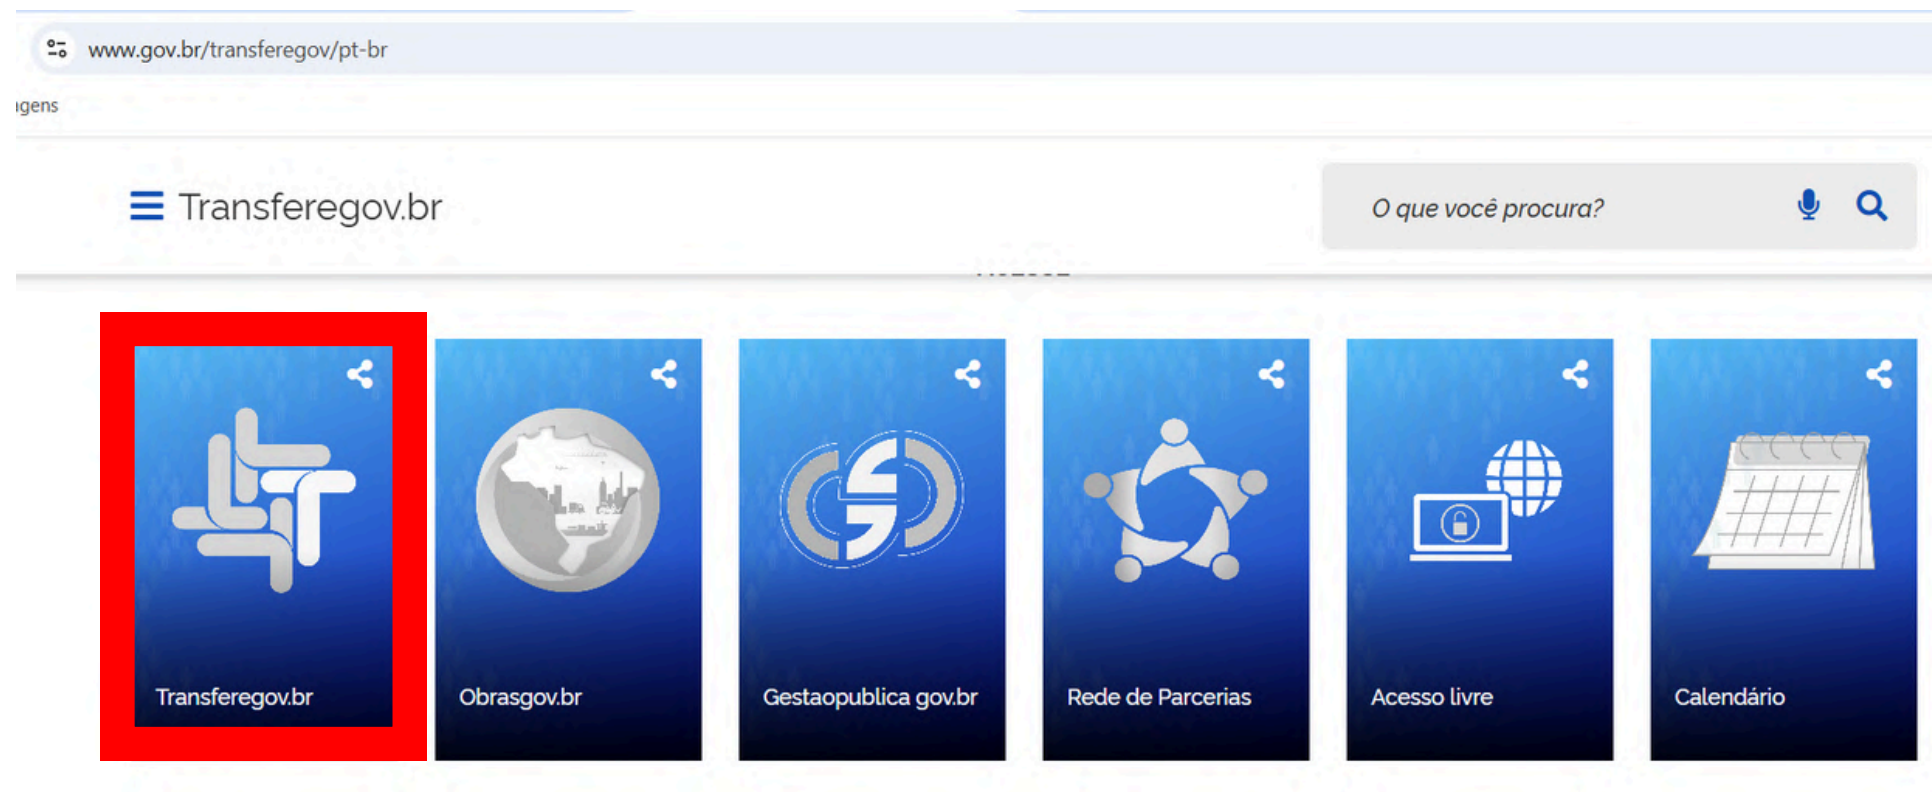 www.gov.br/transferegov/pt-br
agens
Transferegov.br
O que você procura?
Transferegov.br
Obrasgov.br
Gestaopublica gov.br
Rede de Parcerias
Acesso livre
Calendário